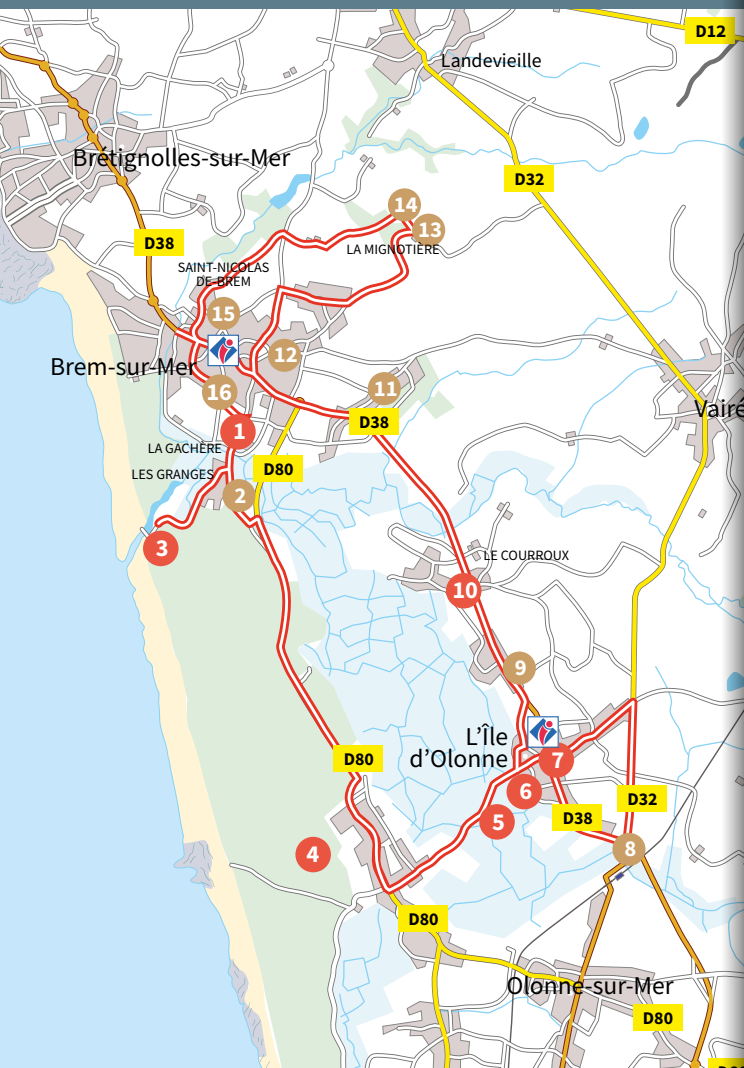 D12
Landevieille
Brétignolles-sur-Mer
D32
14
13
D38
LA MIGNOTIÈRE
SAINT-NICOLAS
DE-BREM
15
12
Brem-sur-Mer
16
11
D38
1
LA GACHÈRE
LES GRANGES
D80
2
3
Vairé
LE COURROUX
10
9
L'Île
d'Olonne
7
D80
6
D32
5
D38
8
4
D80
Olonne-sur-Mer
D80